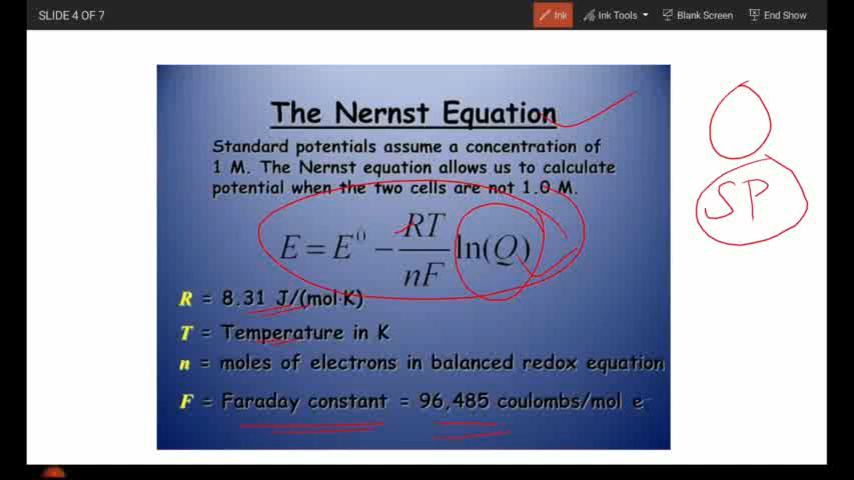 SLIDE 4 OF 7
Ink
Ink Tools
Blank Screen
End Show
The Nernst Equation
Standard potentials assume a concentration of
1 M. The Nernst equation allows us to calculate
potential when the two cells are not 1.0 M.
E = E⁰ − RT/nF ln(Q)
R = 8.31 J/(mol·K)
T = Temperature in K
n = moles of electrons in balanced redox equation
F = Faraday constant = 96,485 coulombs/mol e⁻
SP